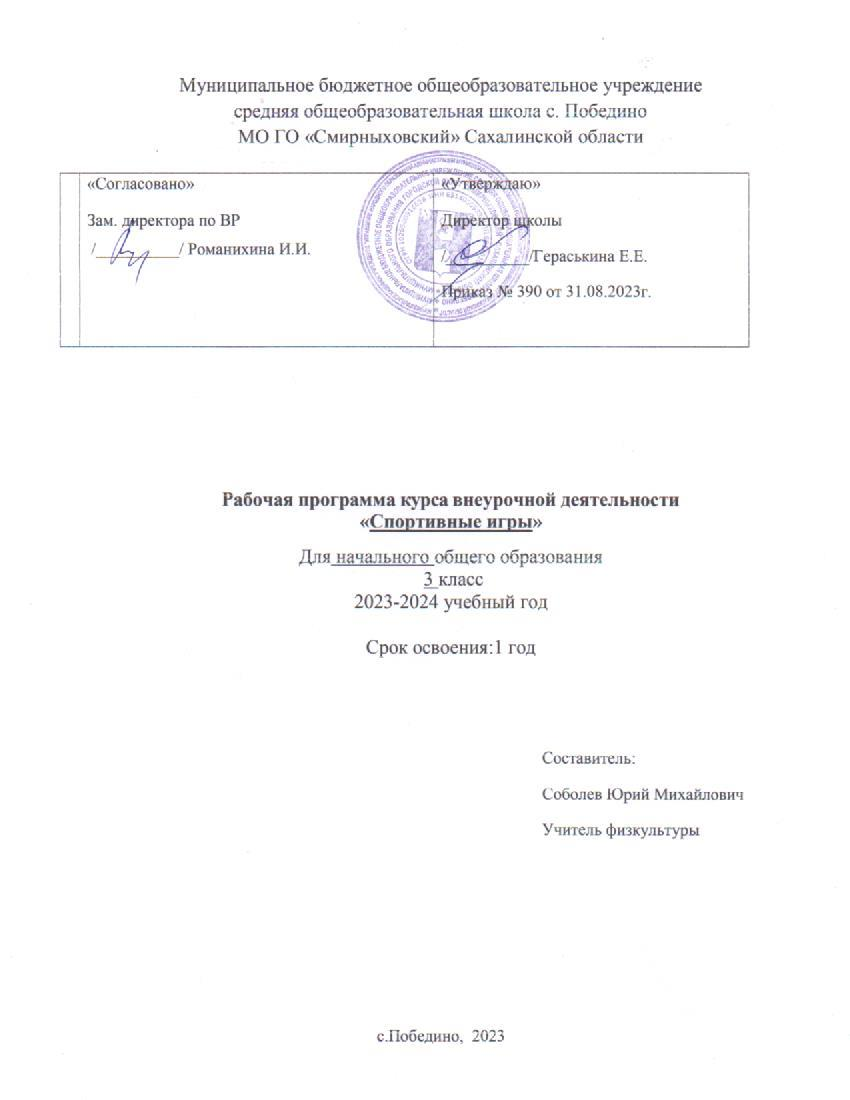 Муниципальное бюджетное общеобразовательное учреждение
средняя общеобразовательная школа с. Победино
МО ГО «Смирныховский» Сахалинской области
«Согласовано»
Зам. директора по ВР
/__________/ Романихина И.И.
«Утверждаю»
Директор школы
/__________/Гераськина Е.Е.
Приказ № 390 от 31.08.2023г.
Рабочая программа курса внеурочной деятельности
«Спортивные игры»
Для начального общего образования
3 класс
2023-2024 учебный год
Срок освоения:1 год
Составитель:
Соболев Юрий Михайлович
Учитель физкультуры
с.Победино, 2023